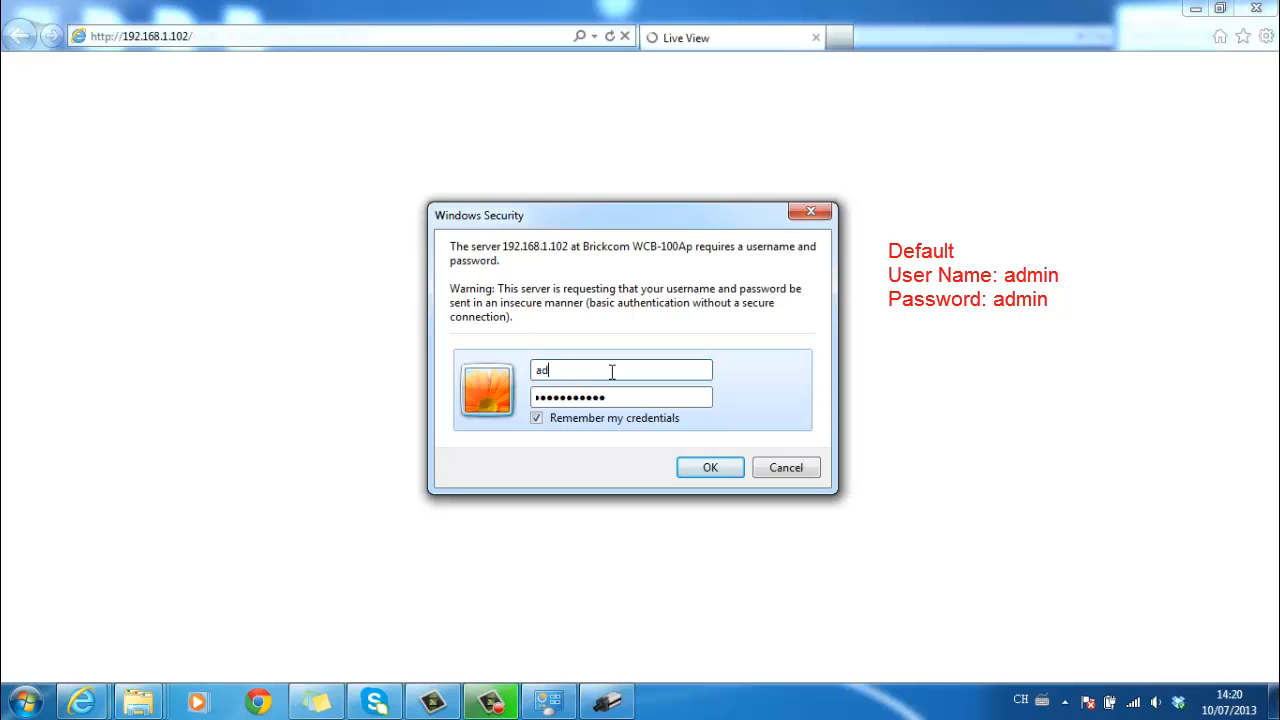 http://192.168.1.102/
Live View
Windows Security
The server 192.168.1.102 at Brickcom WCB-100Ap requires a username and
password.
Warning: This server is requesting that your username and password be
sent in an insecure manner (basic authentication without a secure
connection).
ad
Remember my credentials
OK
Cancel
Default
User Name: admin
Password: admin
CH
14:20
10/07/2013